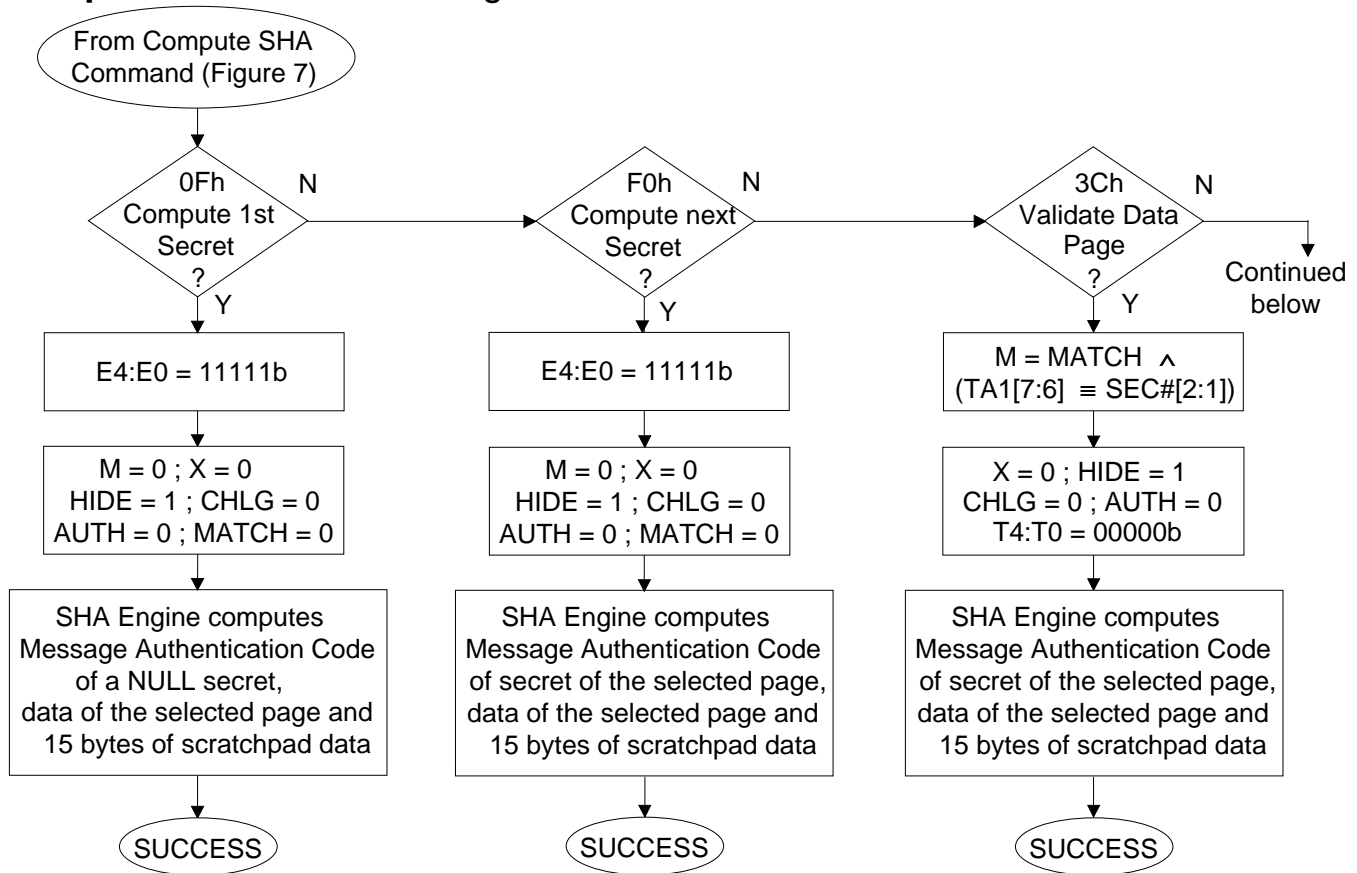 From Compute SHA
Command (Figure 7)
0Fh
Compute 1st
Secret
?
N
Y
F0h
Compute next
Secret
?
N
Y
3Ch
Validate Data
Page
?
N
Y
Continued
below
E4:E0 = 11111b
E4:E0 = 11111b
M = MATCH ∧
(TA1[7:6] ≡ SEC#[2:1])
M = 0 ; X = 0
HIDE = 1 ; CHLG = 0
AUTH = 0 ; MATCH = 0
M = 0 ; X = 0
HIDE = 1 ; CHLG = 0
AUTH = 0 ; MATCH = 0
X = 0 ; HIDE = 1
CHLG = 0 ; AUTH = 0
T4:T0 = 00000b
SHA Engine computes
Message Authentication Code
of a NULL secret,
data of the selected page and
15 bytes of scratchpad data
SHA Engine computes
Message Authentication Code
of secret of the selected page,
data of the selected page and
15 bytes of scratchpad data
SHA Engine computes
Message Authentication Code
of secret of the selected page,
data of the selected page and
15 bytes of scratchpad data
SUCCESS
SUCCESS
SUCCESS